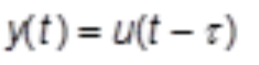 y(t) = u(t − τ)